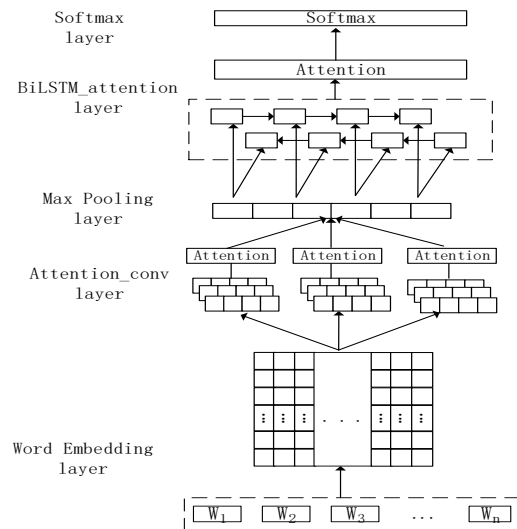 Softmax
layer
Softmax
Attention
BiLSTM_attention
layer
Max Pooling
layer
Attention Attention Attention
Attention_conv
layer
. . .
Word Embedding
layer
W1 W2 W3 ... Wn